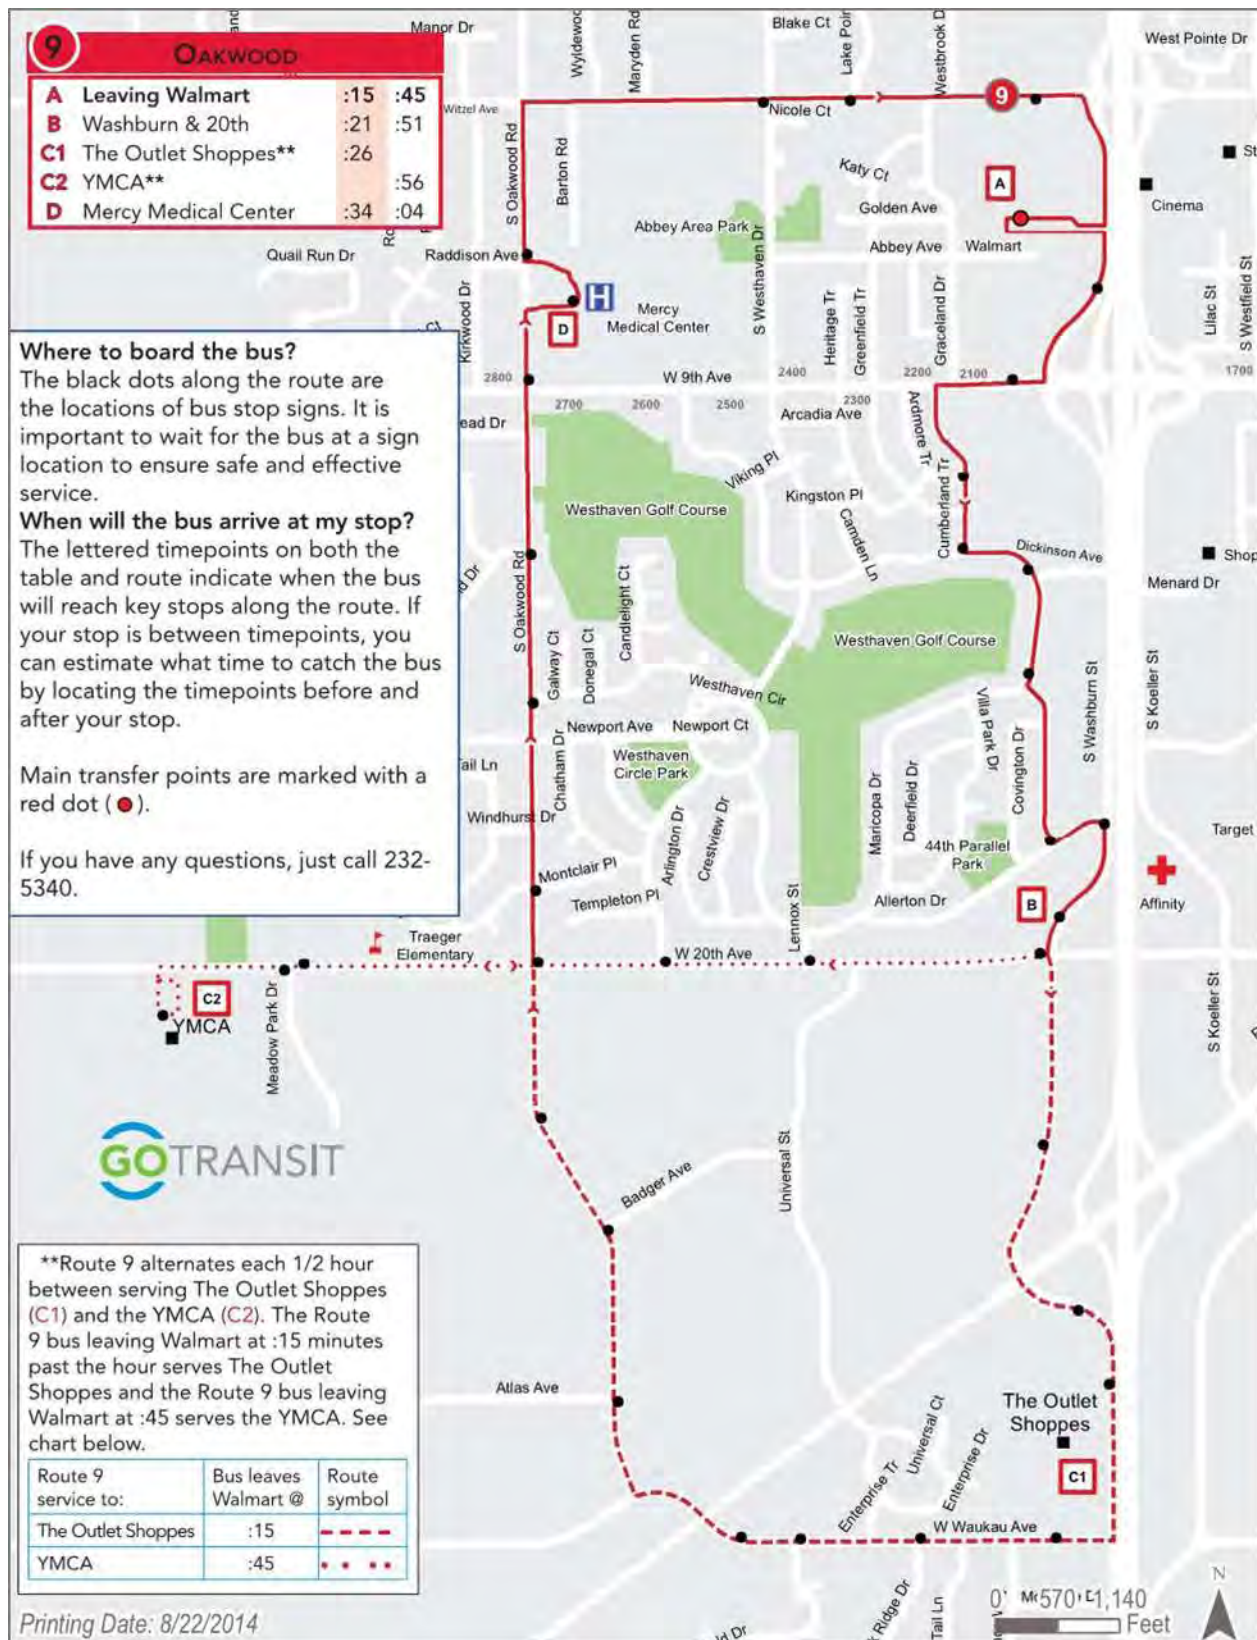 9
OAKWOOD
A Leaving Walmart :15 :45
B Washburn & 20th :21 :51
C1 The Outlet Shoppes** :26
C2 YMCA** :56
D Mercy Medical Center :34 :04
Manor Dr
Maryden Rd
Blake Ct
West Pointe Dr
Witzel Ave
Nicole Ct
9
S Oakwood Rd
Barton Rd
Katy Ct
A
Cinema
Golden Ave
Abbey Area Park
Abbey Ave
Walmart
Quail Run Dr
Raddison Ave
S Westhaven Dr
Kirkwood Dr
H
D
Mercy
Medical Center
Heritage Tr
Greenfield Tr
Graceland Dr
Lilac St
S Westfield St
2800
W 9th Ave
2400
2200
2100
1700
2700
2600
2500
2300
Arcadia Ave
Ardmore Tr
Viking Pl
Kingston Pl
Westhaven Golf Course
Camden Ln
Cumberland Tr
Dickinson Ave
Menard Dr
S Oakwood Rd
Candlelight Ct
Donegal Ct
Galway Ct
Westhaven Golf Course
Westhaven Cir
Villa Park Dr
Covington Dr
S Washburn St
S Koeller St
Newport Ave
Newport Ct
Westhaven
Circle Park
Chatham Dr
Windhurst Dr
Arlington Dr
Crestview Dr
Maricopa Dr
Deerfield Dr
44th Parallel
Park
Target
Montclair Pl
Templeton Pl
Lennox St
Allerton Dr
B
Affinity
Traeger
Elementary
W 20th Ave
C2
YMCA
Meadow Park Dr
S Koeller St
Badger Ave
Universal St
Atlas Ave
The Outlet
Shoppes
C1
Universal Ct
Enterprise Tr
Enterprise Dr
W Waukau Ave
Where to board the bus?
The black dots along the route are
the locations of bus stop signs. It is
important to wait for the bus at a sign
location to ensure safe and effective
service.
When will the bus arrive at my stop?
The lettered timepoints on both the
table and route indicate when the bus
will reach key stops along the route. If
your stop is between timepoints, you
can estimate what time to catch the bus
by locating the timepoints before and
after your stop.
Main transfer points are marked with a
red dot ( ).
If you have any questions, just call 232-
5340.
GOTRANSIT
**Route 9 alternates each 1/2 hour
between serving The Outlet Shoppes
(C1) and the YMCA (C2). The Route
9 bus leaving Walmart at :15 minutes
past the hour serves The Outlet
Shoppes and the Route 9 bus leaving
Walmart at :45 serves the YMCA. See
chart below.
Route 9 Bus leaves Route
service to: Walmart @ symbol
The Outlet Shoppes :15
YMCA :45
Printing Date: 8/22/2014
N
570 1,140
Feet